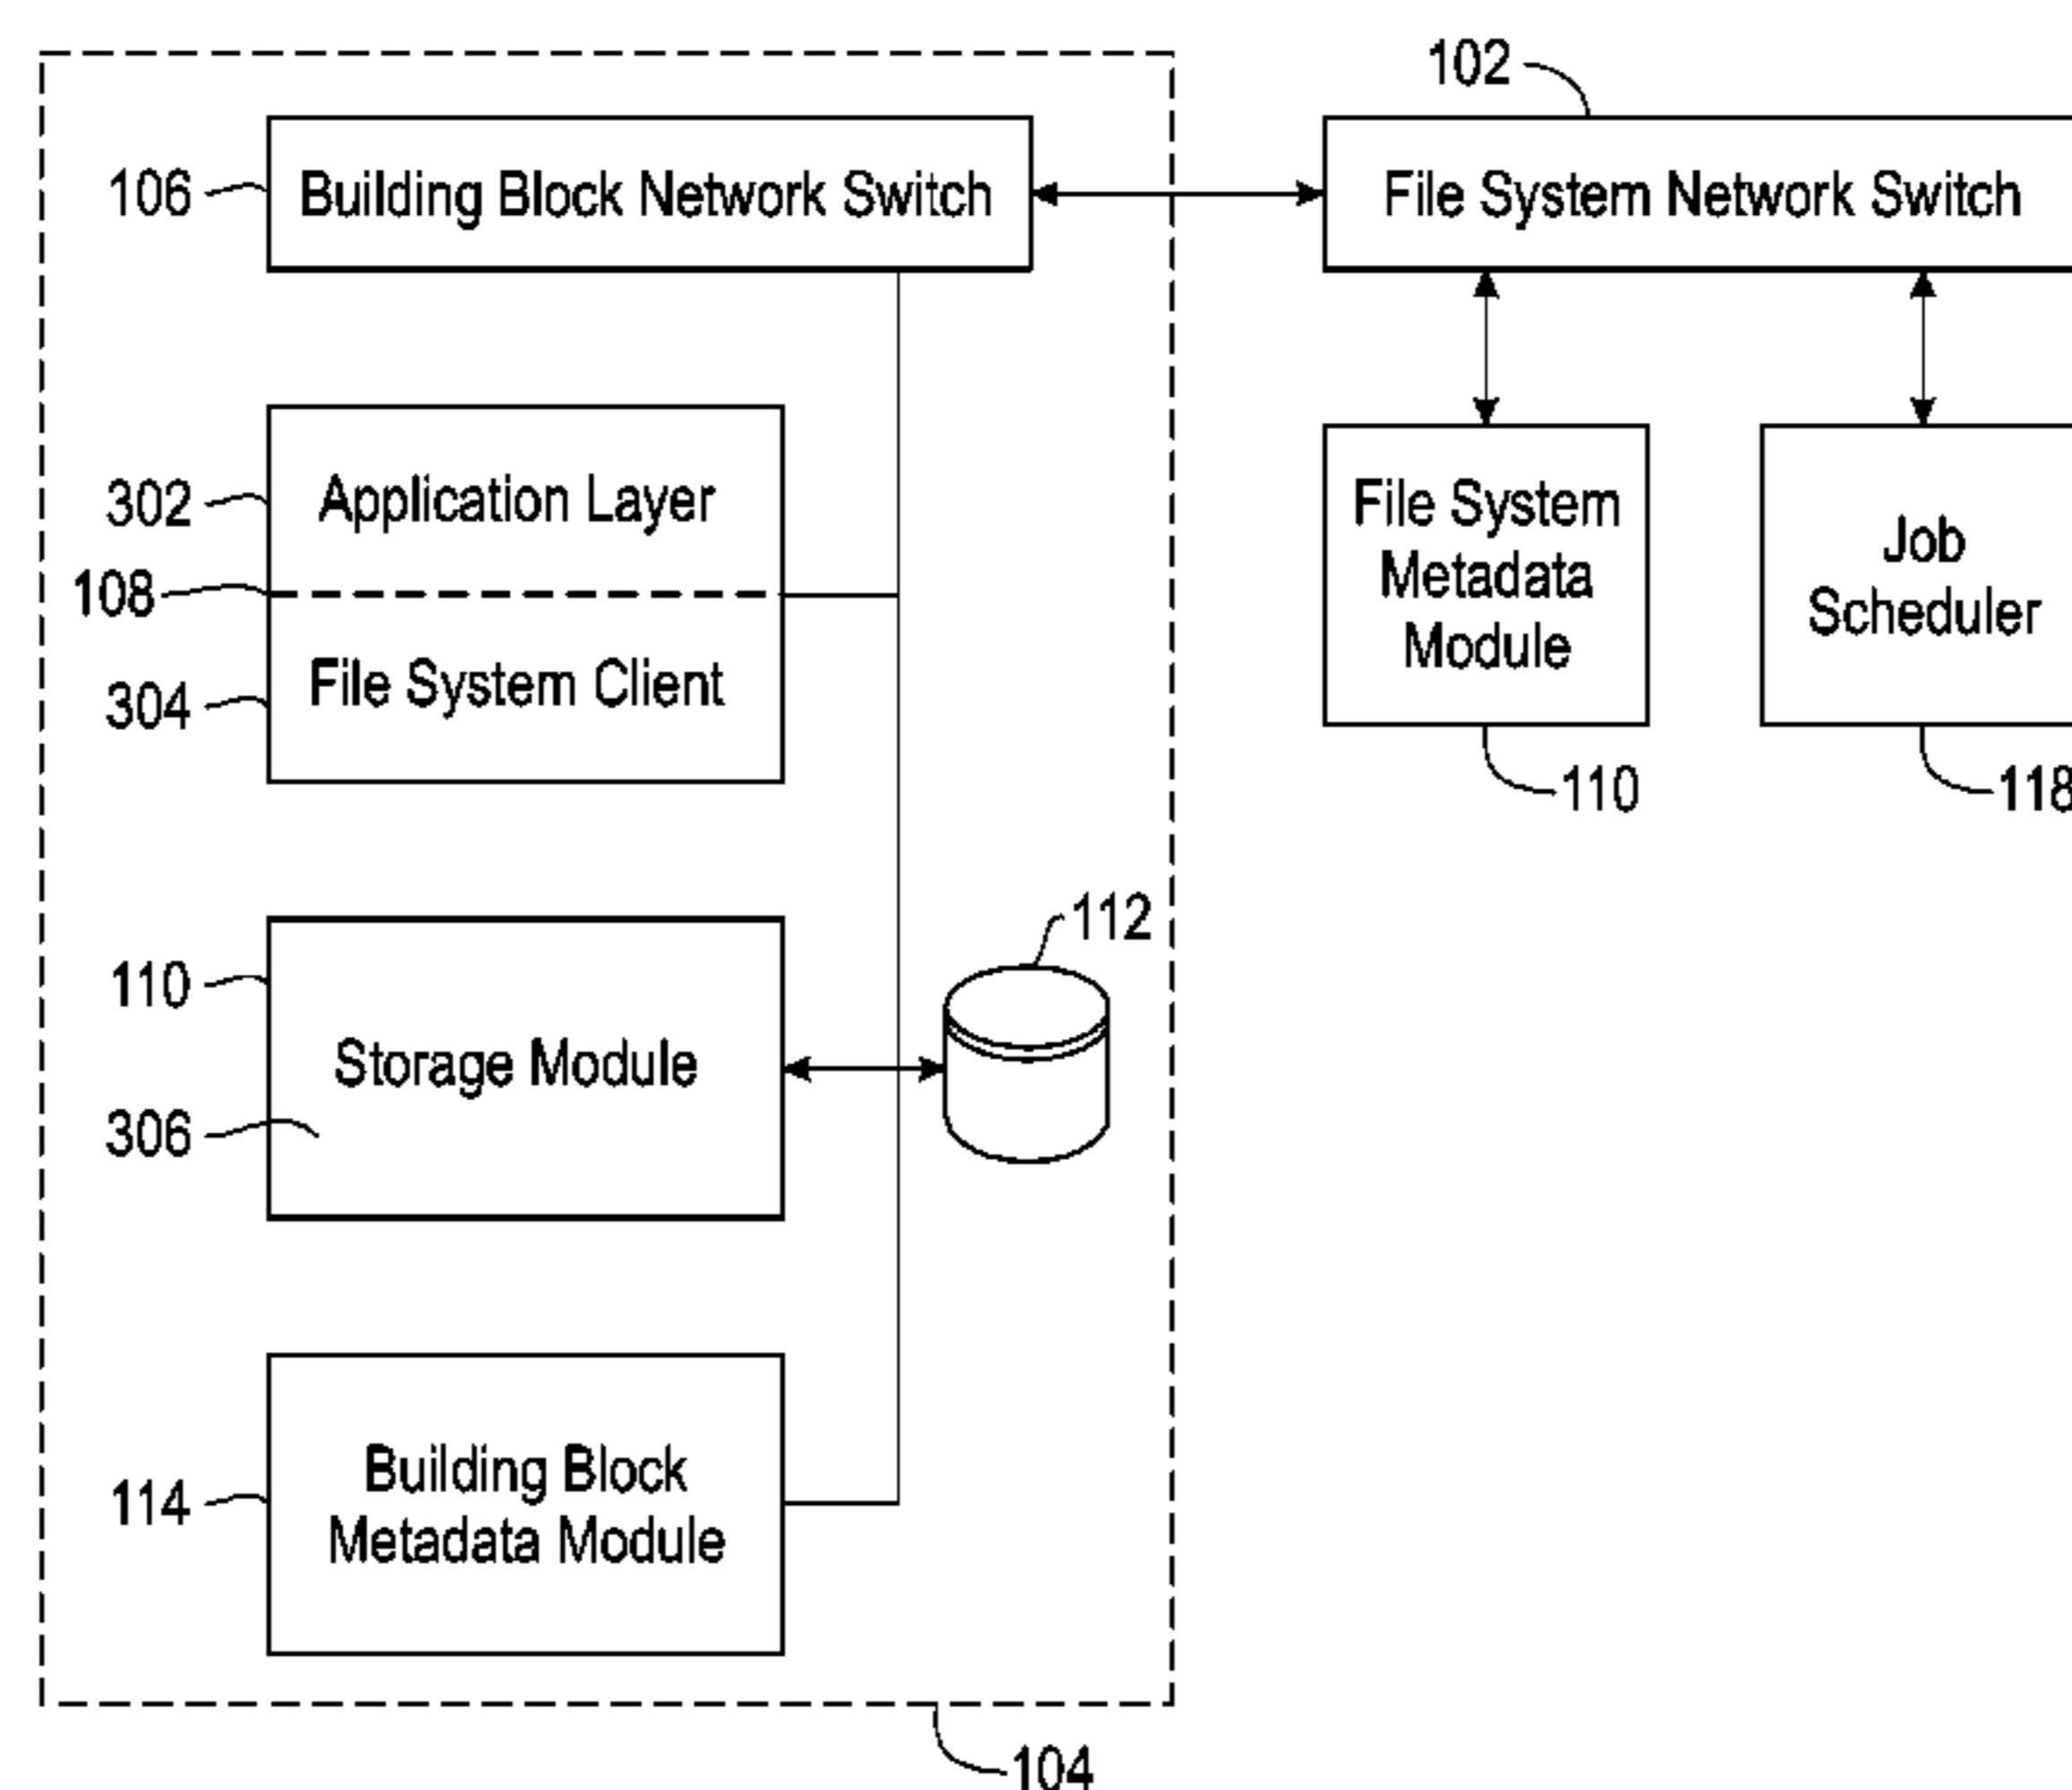 102
106
Building Block Network Switch
File System Network Switch
302
Application Layer
108
304
File System Client
File System
Metadata
Module
Job
Scheduler
110
118
110
Storage Module
306
112
114
Building Block
Metadata Module
104